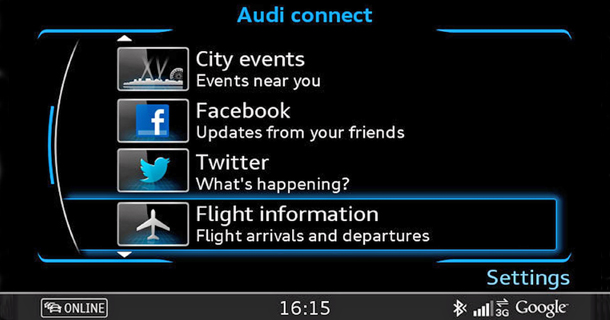 Audi connect
City events
Events near you
Facebook
Updates from your friends
Twitter
What's happening?
Flight information
Flight arrivals and departures
Settings
ONLINE 16:15 3G Google